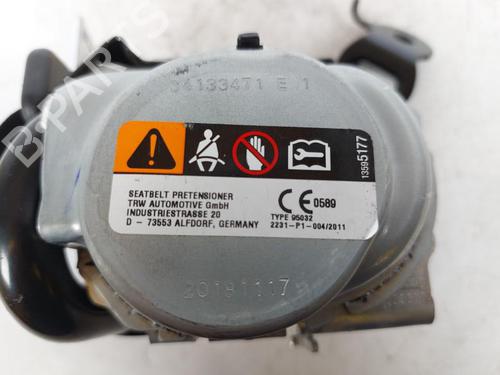 34133471 E 1
13595177
SEATBELT PRETENSIONER
TRW AUTOMOTIVE GmbH
INDUSTRIESTRASSE 20
D - 73553 ALFDORF, GERMANY
CE 0589
TYPE 95032
2231-P1-004/2011
20181117
B-PARTS